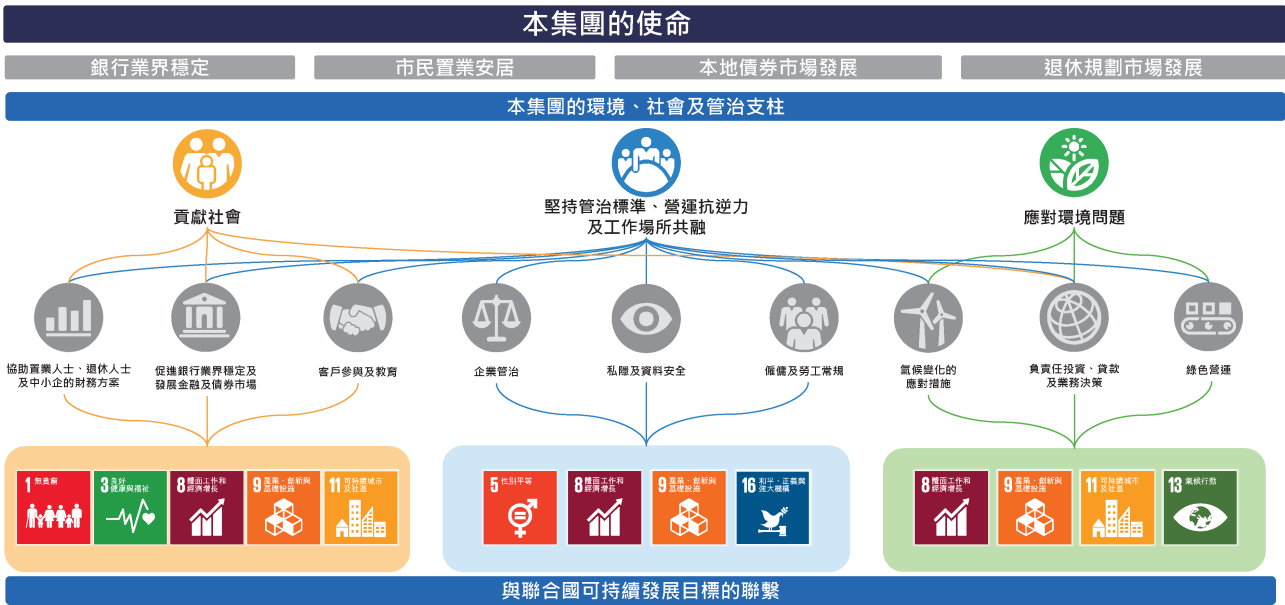 本集團的使命
銀行業界穩定
市民置業安居
本地債券市場發展
退休規劃市場發展
本集團的環境、社會及管治支柱
貢獻社會
堅持管治標準、營運抗逆力
及工作場所共融
應對環境問題
協助置業人士、退休人士
及中小企的財務方案
促進銀行業界穩定及
發展金融及債券市場
客戶參與及教育
企業管治
私隱及資料安全
僱傭及勞工常規
氣候變化的
應對措施
負責任投資、貸款
及業務決策
綠色營運
1 無貧窮
3 良好
健康與福祉
8 體面工作和
經濟增長
9 產業、創新與
基礎設施
11 可持續城市
及社區
5 性別平等
8 體面工作和
經濟增長
9 產業、創新與
基礎設施
16 和平、正義與
強大機構
8 體面工作和
經濟增長
9 產業、創新與
基礎設施
11 可持續城市
及社區
13 氣候行動
與聯合國可持續發展目標的聯繫